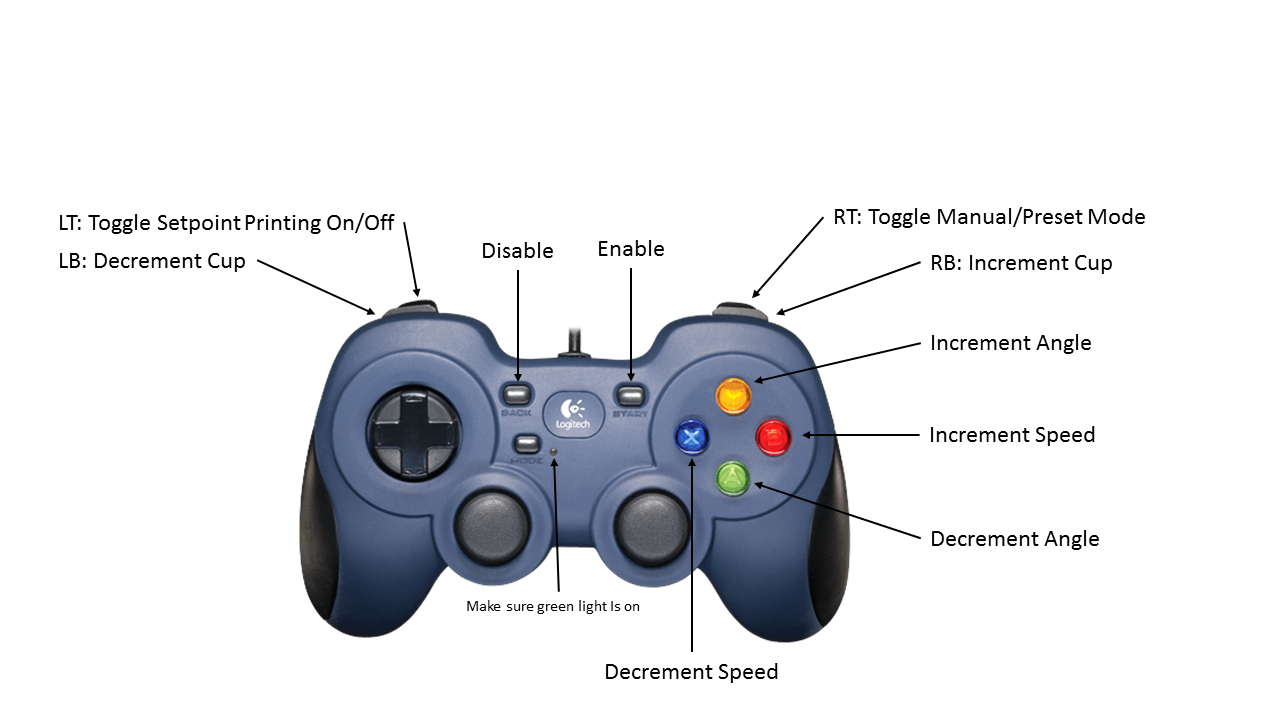 LT: Toggle Setpoint Printing On/Off
RT: Toggle Manual/Preset Mode
LB: Decrement Cup
Disable
Enable
RB: Increment Cup
Increment Angle
BACK
START
Logitech
X
B
Increment Speed
MODE
A
Decrement Angle
Make sure green light Is on
Decrement Speed